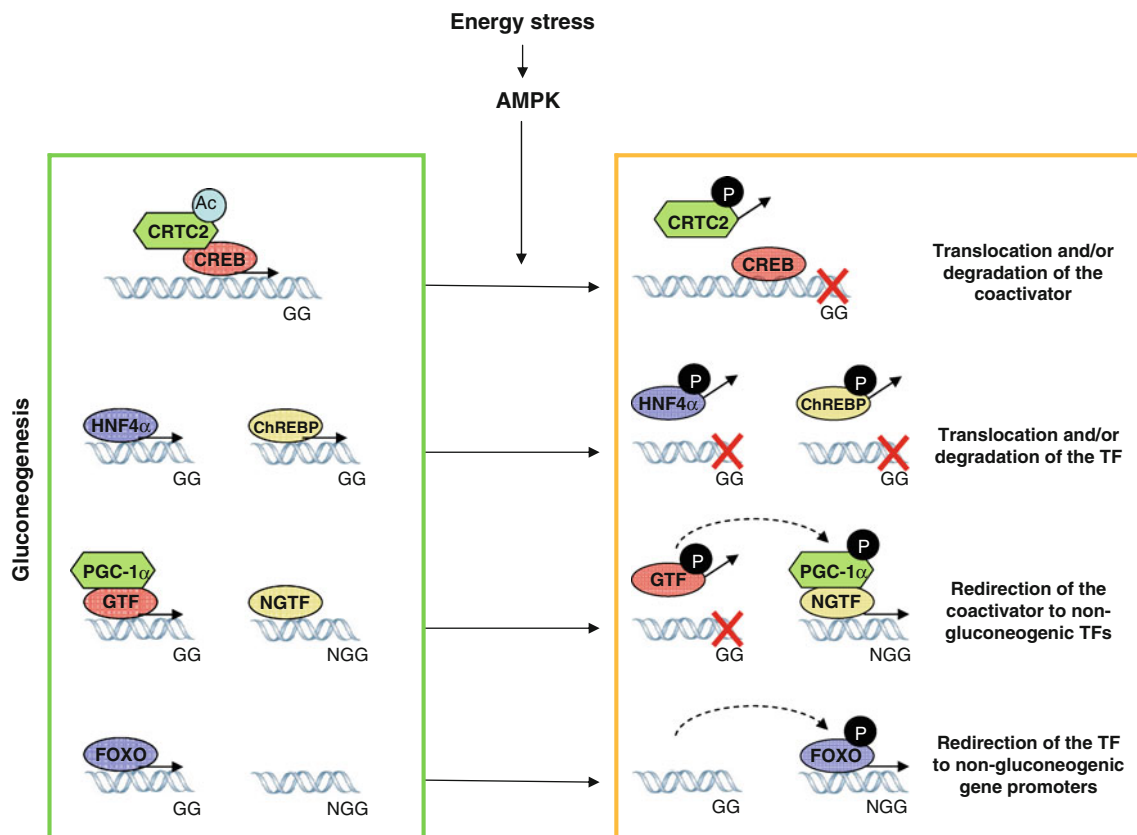 Energy stress
AMPK
Gluconeogenesis
Ac
CRTC2
CREB
GG
P
CRTC2
CREB
GG
Translocation and/or
degradation of the
coactivator
HNF4α
GG
ChREBP
GG
P
HNF4α
GG
P
ChREBP
GG
Translocation and/or
degradation of the TF
PGC-1α
GTF
GG
NGTF
NGG
P
GTF
GG
P
PGC-1α
NGTF
NGG
Redirection of the
coactivator to non-
gluconeogenic TFs
FOXO
GG
NGG
GG
P
FOXO
NGG
Redirection of the TF
to non-gluconeogenic
gene promoters